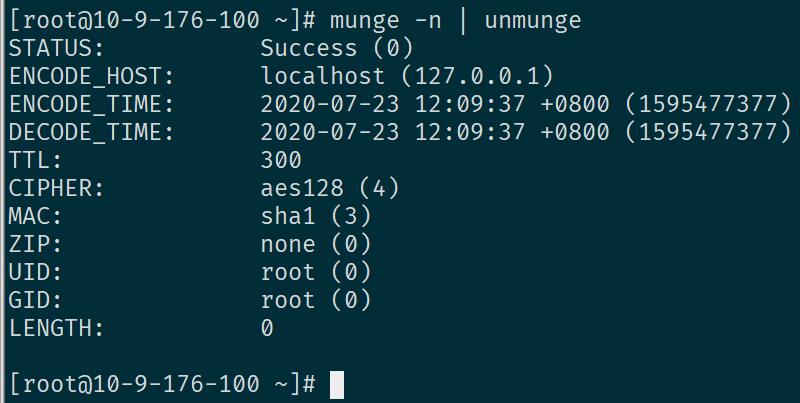 [root@10-9-176-100 ~]# munge -n | unmunge
STATUS:           Success (0)
ENCODE_HOST:      localhost (127.0.0.1)
ENCODE_TIME:      2020-07-23 12:09:37 +0800 (1595477377)
DECODE_TIME:      2020-07-23 12:09:37 +0800 (1595477377)
TTL:              300
CIPHER:           aes128 (4)
MAC:              sha1 (3)
ZIP:              none (0)
UID:              root (0)
GID:              root (0)
LENGTH:           0
[root@10-9-176-100 ~]#